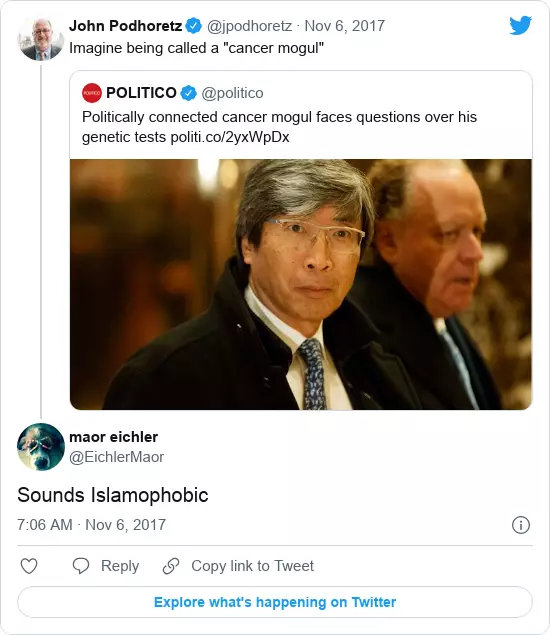 John Podhoretz @jpodhoretz · Nov 6, 2017
Imagine being called a "cancer mogul"
POLITICO POLITICO @politico
Politically connected cancer mogul faces questions over his
genetic tests politi.co/2yxWpDx
maor eichler
@EichlerMaor
Sounds Islamophobic
7:06 AM · Nov 6, 2017
Reply Copy link to Tweet
Explore what's happening on Twitter